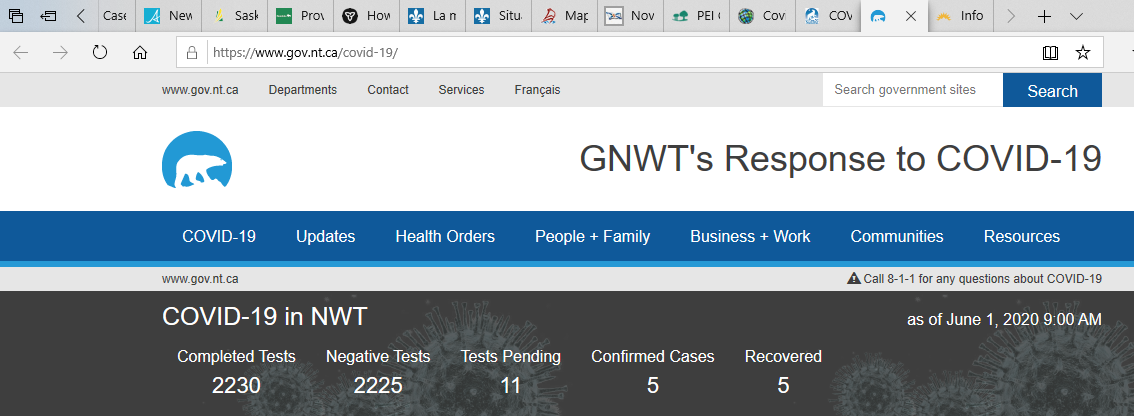 Case New Sask Prov How La m Situ Map Nov PEI Cov COV Info
https://www.gov.nt.ca/covid-19/
www.gov.nt.ca Departments Contact Services Français Search government sites Search
GNWT's Response to COVID-19
COVID-19 Updates Health Orders People + Family Business + Work Communities Resources
www.gov.nt.ca Call 8-1-1 for any questions about COVID-19
COVID-19 in NWT as of June 1, 2020 9:00 AM
Completed Tests Negative Tests Tests Pending Confirmed Cases Recovered
2230 2225 11 5 5